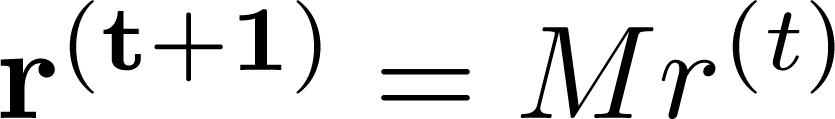 𝐫^(𝐭+𝟏) = Mr^(t)